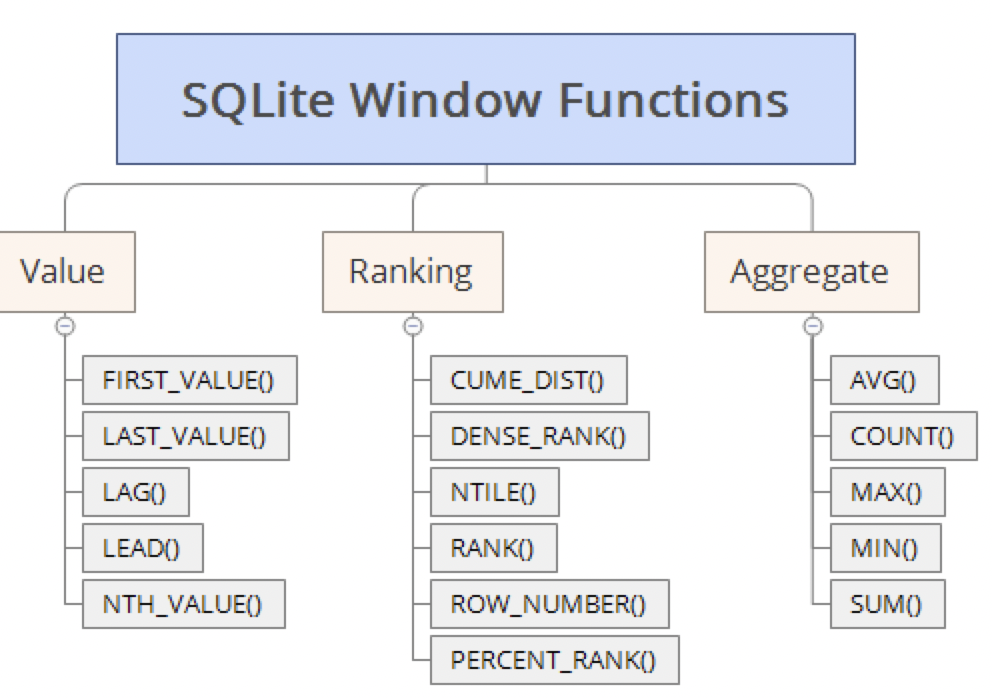 SQLite Window Functions
Value
FIRST_VALUE()
LAST_VALUE()
LAG()
LEAD()
NTH_VALUE()
Ranking
CUME_DIST()
DENSE_RANK()
NTILE()
RANK()
ROW_NUMBER()
PERCENT_RANK()
Aggregate
AVG()
COUNT()
MAX()
MIN()
SUM()